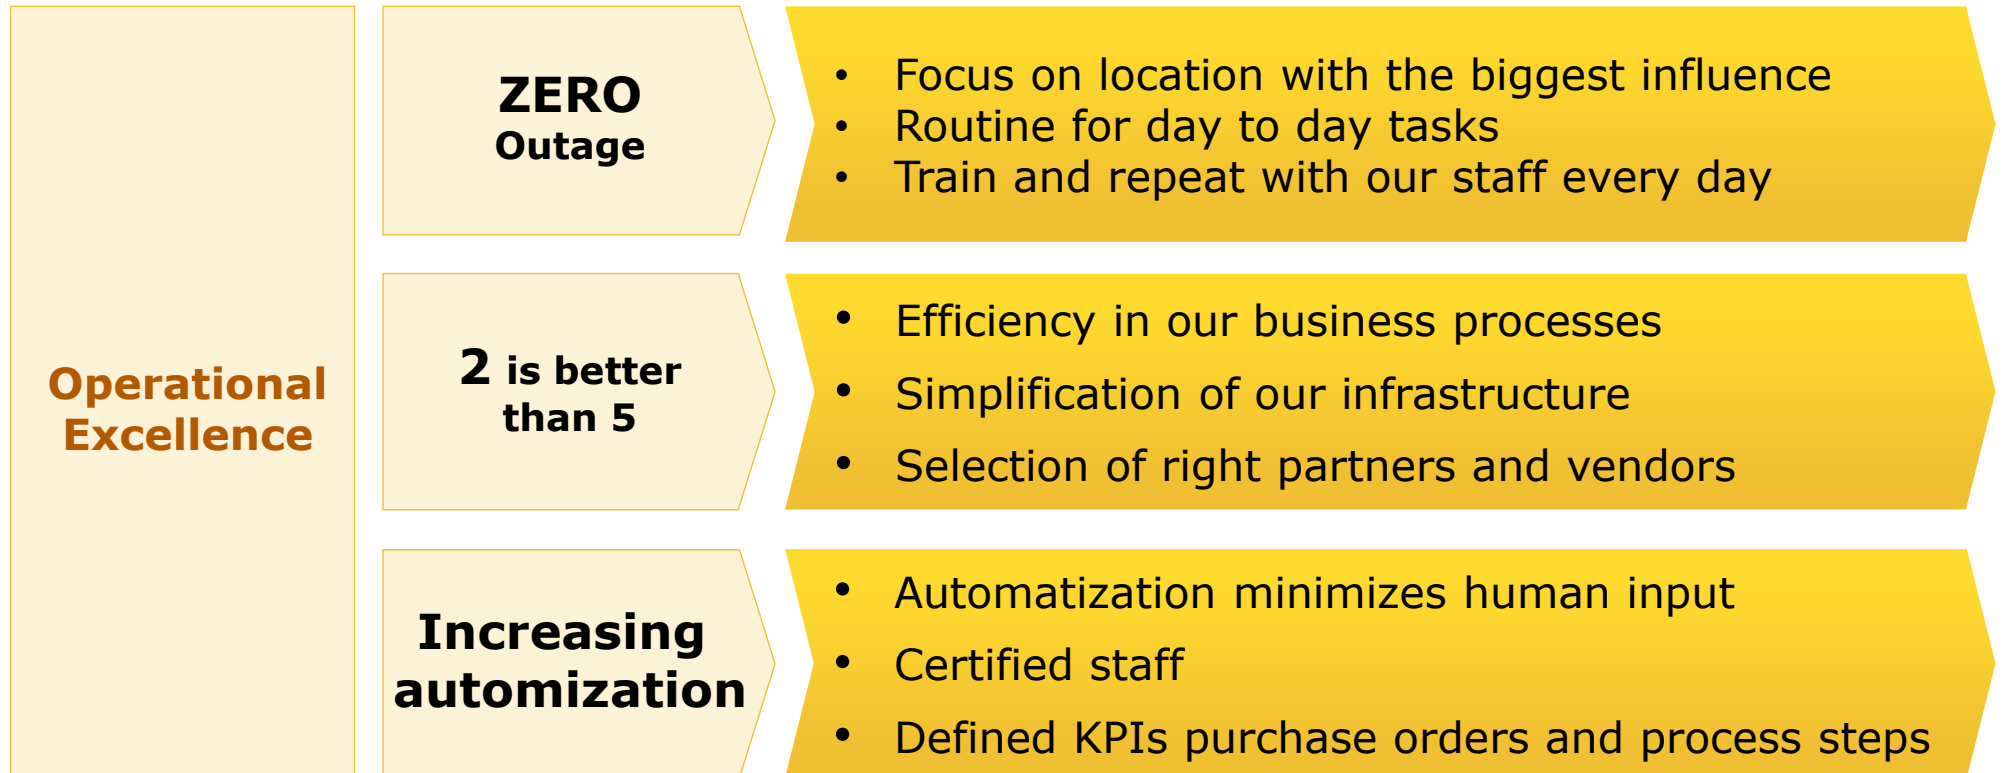 Operational
Excellence
ZERO
Outage
• Focus on location with the biggest influence
• Routine for day to day tasks
• Train and repeat with our staff every day
2 is better
than 5
• Efficiency in our business processes
• Simplification of our infrastructure
• Selection of right partners and vendors
Increasing
automization
• Automatization minimizes human input
• Certified staff
• Defined KPIs purchase orders and process steps